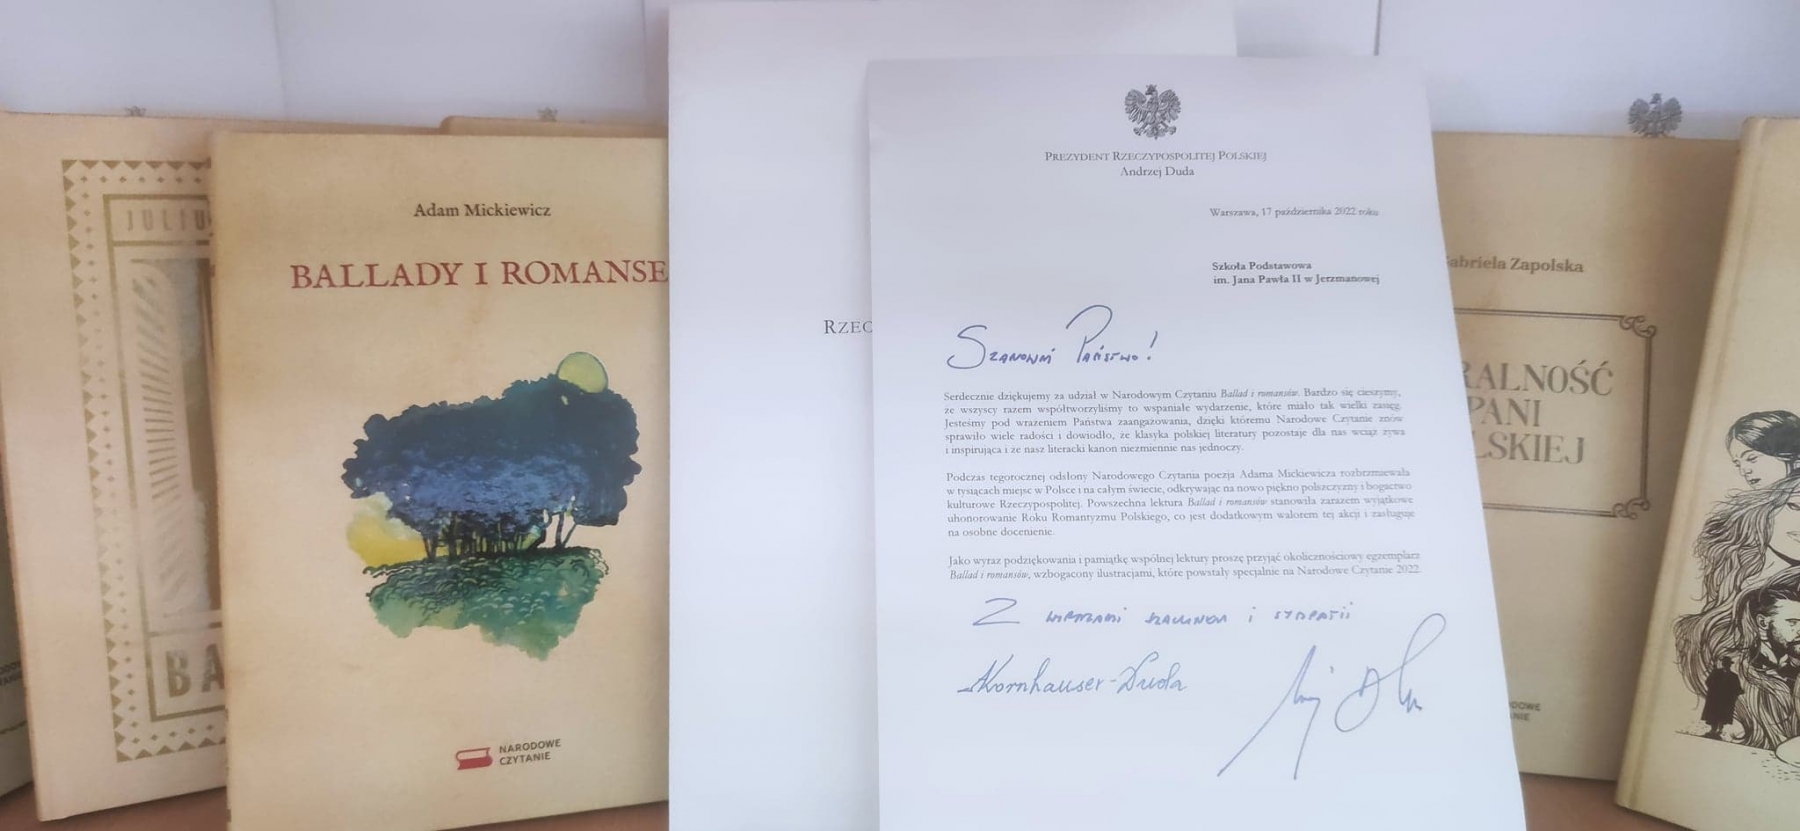 JULIU
BA
Adam Mickiewicz
BALLADY I ROMANSE
NARODOWE
CZYTANIE
RZEC
PREZYDENT RZECZYPOSPOLITEJ POLSKIEJ
Andrzej Duda
Warszawa, 17 października 2022 roku
Szkoła Podstawowa
im. Jana Pawła II w Jerzmanowej
Szanowni Państwo!
Serdecznie dziękujemy za udział w Narodowym Czytaniu Ballad i romansów. Bardzo się cieszymy,
że wszyscy razem współtworzyliśmy to wspaniałe wydarzenie, które miało tak wielki zasięg.
Jesteśmy pod wrażeniem Państwa zaangażowania, dzięki któremu Narodowe Czytanie znów
sprawiło wiele radości i dowiodło, że klasyka polskiej literatury pozostaje dla nas wciąż żywa
i inspirująca i że nasz literacki kanon niezmiennie nas jednoczy.
Podczas tegorocznej odsłony Narodowego Czytania poezja Adama Mickiewicza rozbrzmiewała
w tysiącach miejsc w Polsce i na całym świecie, odkrywając na nowo piękno polszczyzny i bogactwo
kulturowe Rzeczypospolitej. Powszechna lektura Ballad i romansów stanowiła zarazem wyjątkowe
uhonorowanie Roku Romantyzmu Polskiego, co jest dodatkowym walorem tej akcji i zasługuje
na osobne docenienie.
Jako wyraz podziękowania i pamiątkę wspólnej lektury proszę przyjąć okolicznościowy egzemplarz
Ballad i romansów, wzbogacony ilustracjami, które powstały specjalnie na Narodowe Czytanie 2022.
Z wyrazami szacunku i sympatii
AKornhauser-Duda
abriela Zapolska
RALNOŚĆ
PANI
LSKIEJ